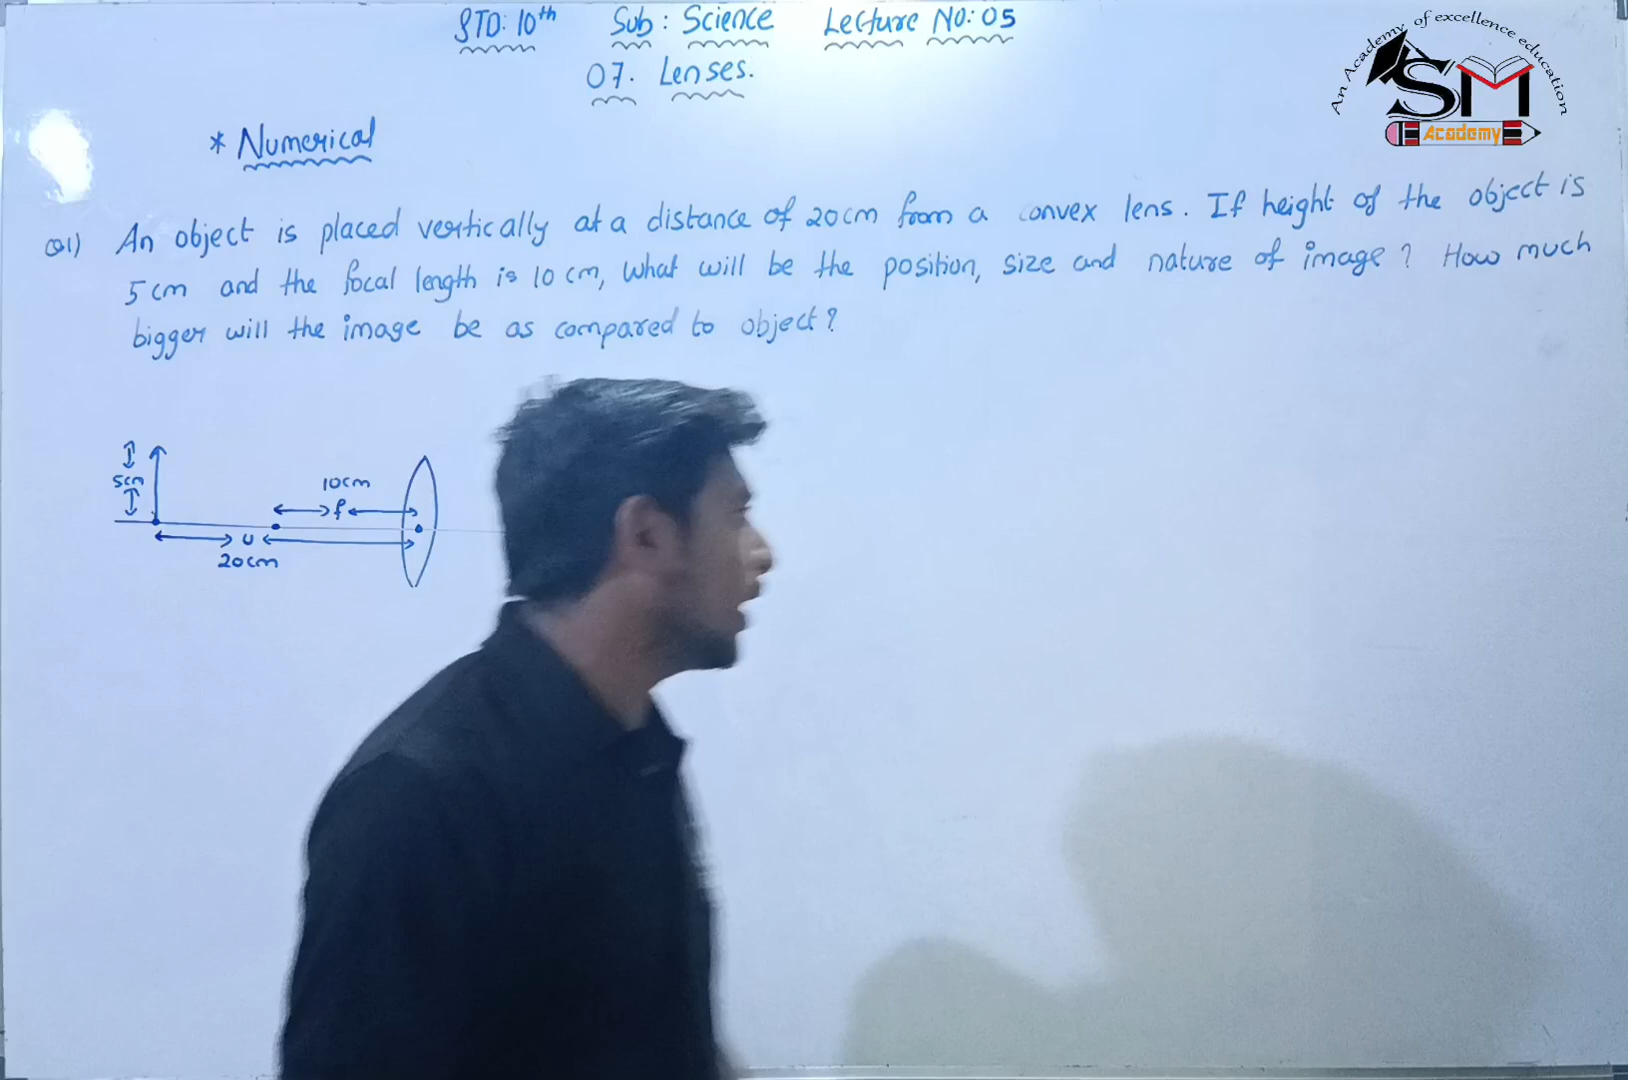 STD: 10th Sub: Science Lecture No: 05
07. Lenses.
An Academy of excellence education
SM
Academy
* Numerical
Q1) An object is placed vertically at a distance of 20cm from a convex lens. If height of the object is
5cm and the focal length is 10 cm, what will be the position, size and nature of image? How much
bigger will the image be as compared to object?
5cm
10cm
f
u
20cm